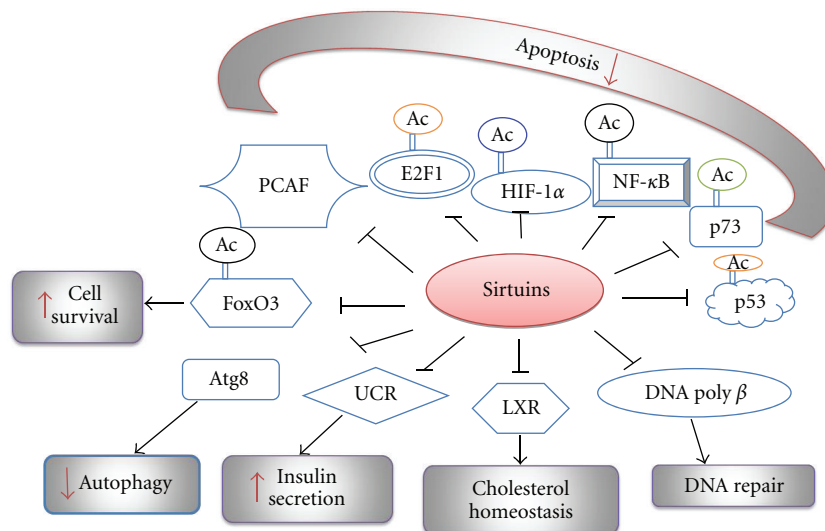 Apoptosis
Ac
Ac
Ac
Ac
PCAF
E2F1
HIF-1α
NF-κB
p73
Ac
Ac
Cell
survival
FoxO3
Sirtuins
p53
Atg8
UCR
LXR
DNA poly β
Autophagy
Insulin
secretion
Cholesterol
homeostasis
DNA repair